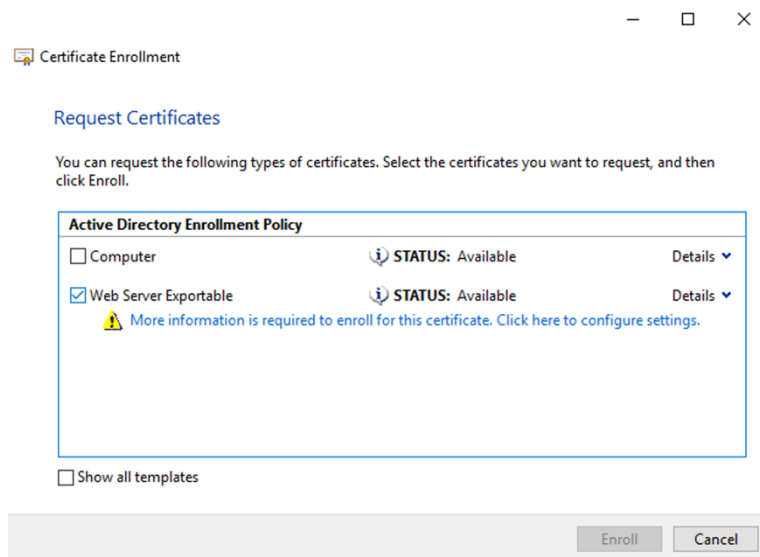 Certificate Enrollment
Request Certificates
You can request the following types of certificates. Select the certificates you want to request, and then
click Enroll.
Active Directory Enrollment Policy
Computer STATUS: Available Details
Web Server Exportable STATUS: Available Details
More information is required to enroll for this certificate. Click here to configure settings.
Show all templates
Enroll Cancel